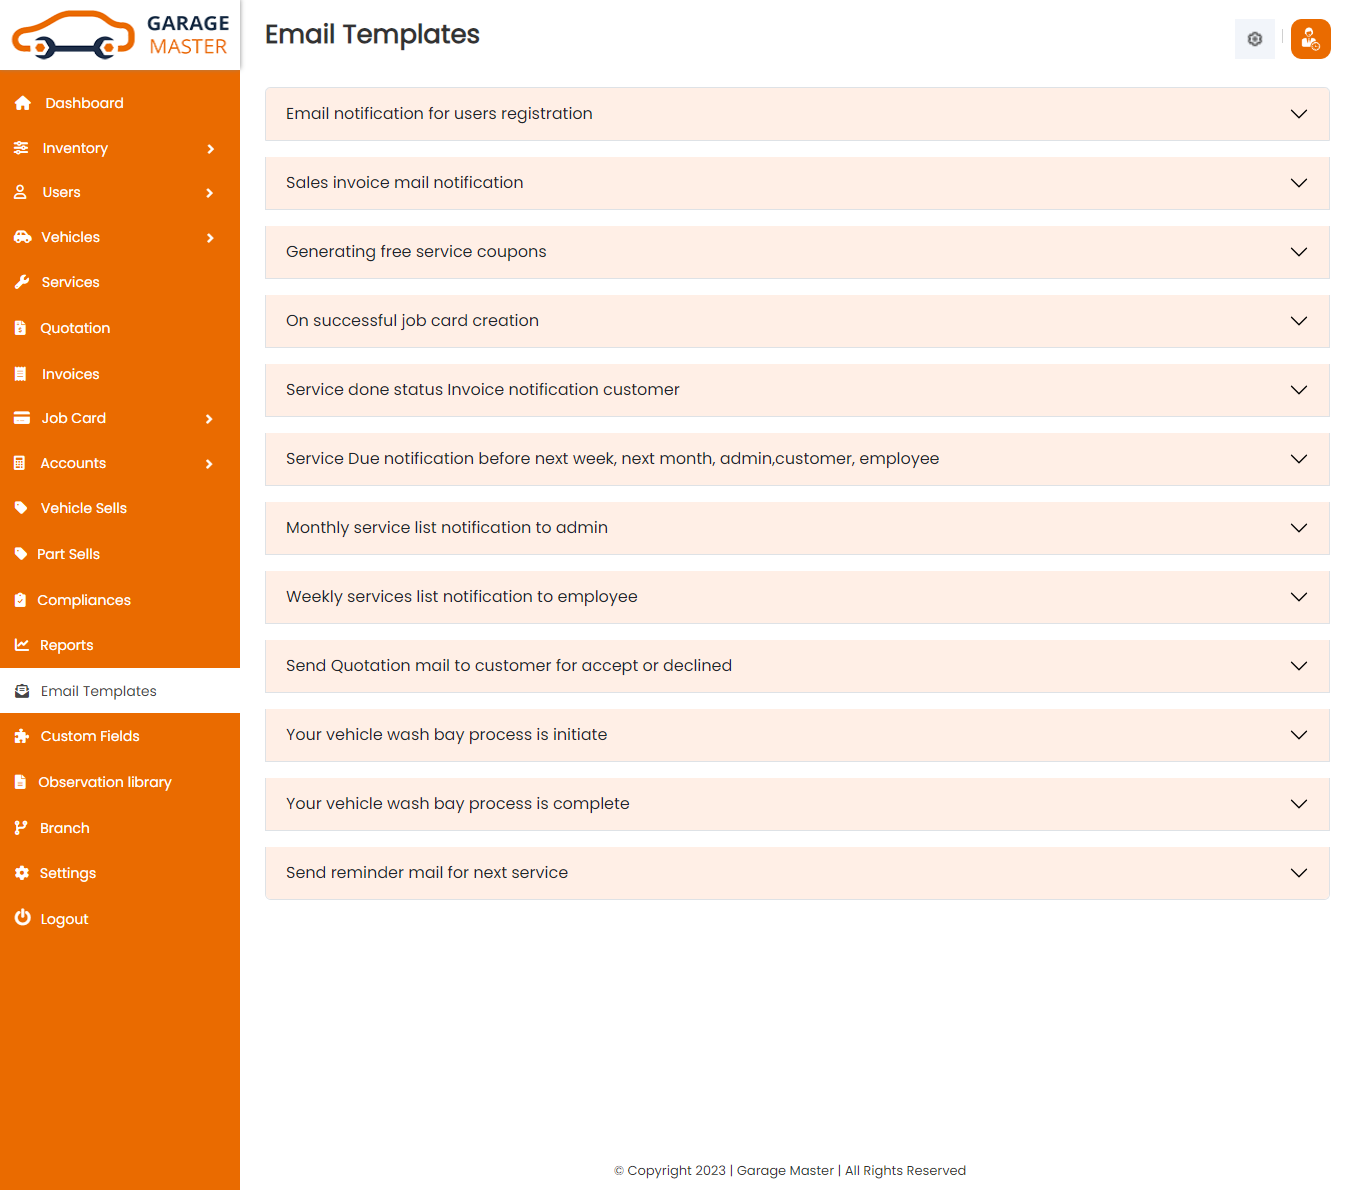 GARAGE
MASTER
Email Templates
Dashboard
Inventory
Users
Vehicles
Services
Quotation
Invoices
Job Card
Accounts
Vehicle Sells
Part Sells
Compliances
Reports
Email Templates
Custom Fields
Observation library
Branch
Settings
Logout
Email notification for users registration
Sales invoice mail notification
Generating free service coupons
On successful job card creation
Service done status Invoice notification customer
Service Due notification before next week, next month, admin,customer, employee
Monthly service list notification to admin
Weekly services list notification to employee
Send Quotation mail to customer for accept or declined
Your vehicle wash bay process is initiate
Your vehicle wash bay process is complete
Send reminder mail for next service
© Copyright 2023 | Garage Master | All Rights Reserved